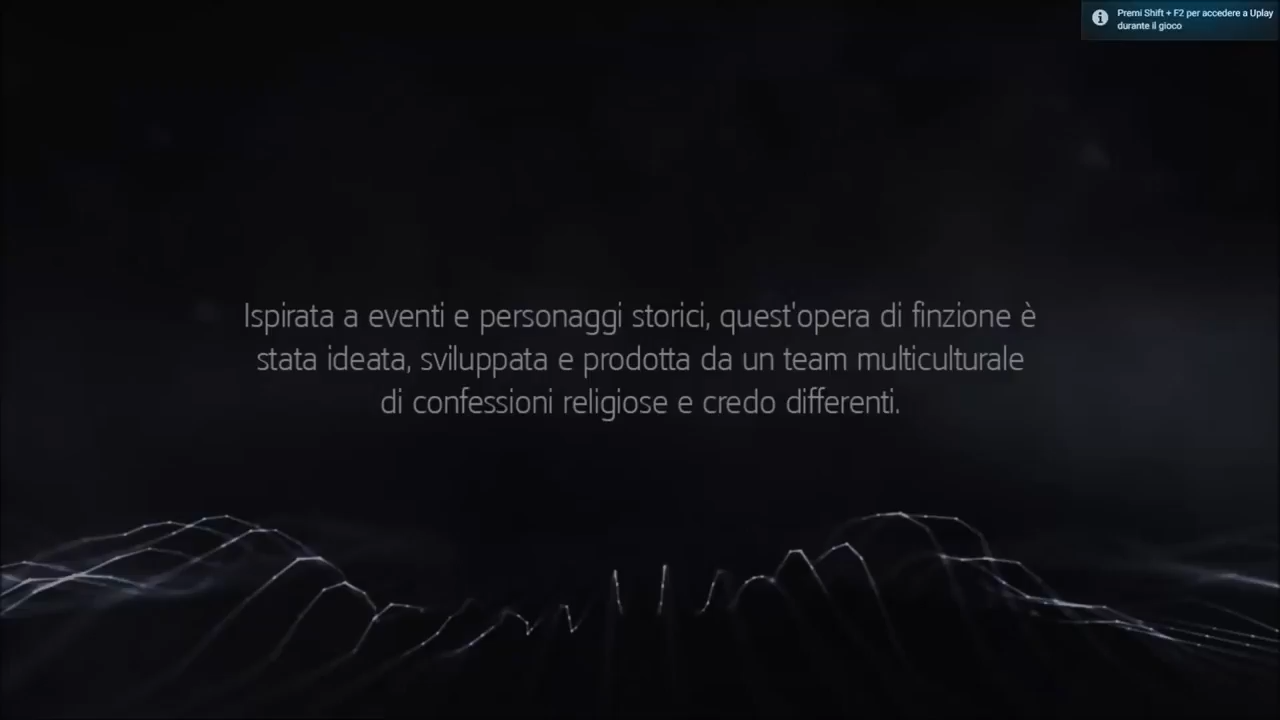 Premi Shift + F2 per accedere a Uplay
durante il gioco
Ispirata a eventi e personaggi storici, quest'opera di finzione è
stata ideata, sviluppata e prodotta da un team multiculturale
di confessioni religiose e credo differenti.